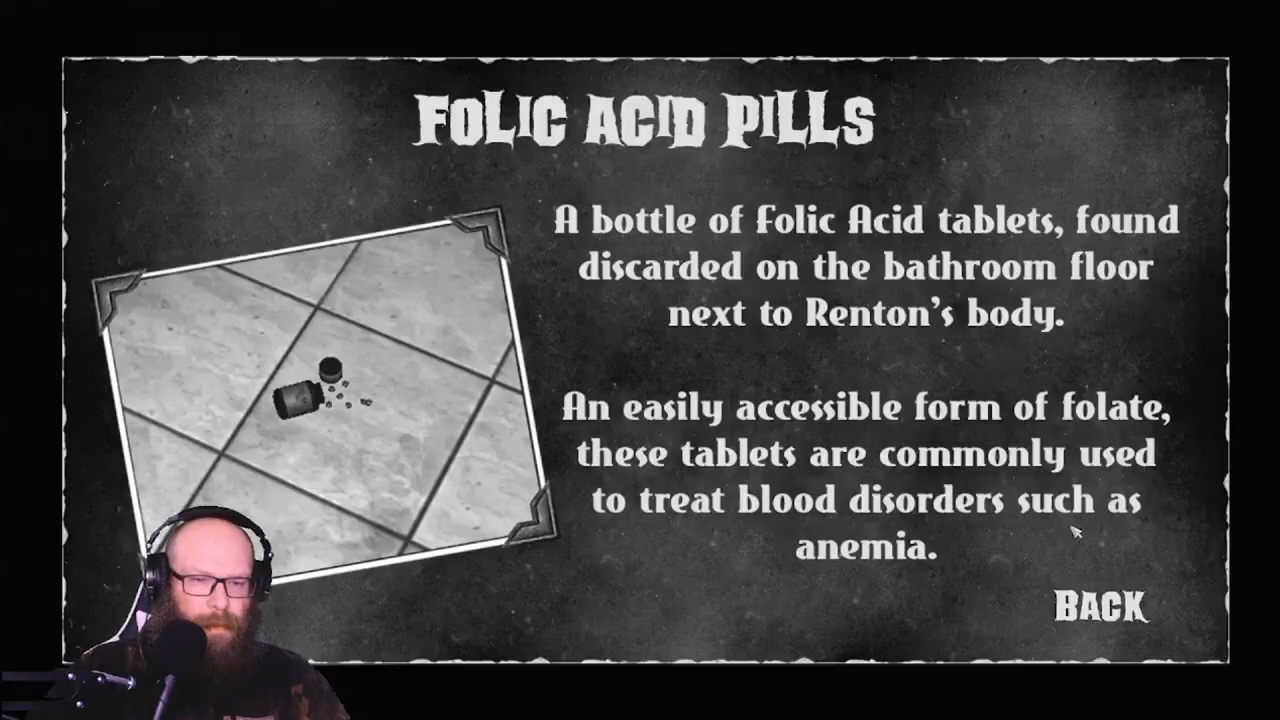 FOLIC ACID PILLS
A bottle of Folic Acid tablets, found
discarded on the bathroom floor
next to Renton's body.
An easily accessible form of folate,
these tablets are commonly used
to treat blood disorders such as
anemia.
BACK